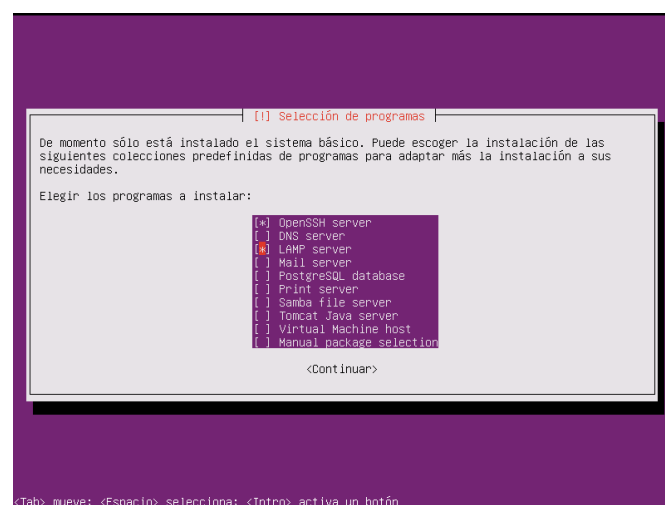 [!] Selección de programas
De momento sólo está instalado el sistema básico. Puede escoger la instalación de las
siguientes colecciones predefinidas de programas para adaptar más la instalación a sus
necesidades.
Elegir los programas a instalar:
[*] OpenSSH server
[ ] DNS server
[*] LAMP server
[ ] Mail server
[ ] PostgreSQL database
[ ] Print server
[ ] Samba file server
[ ] Tomcat Java server
[ ] Virtual Machine host
[ ] Manual package selection
<Continuar>
<Tab> mueve; <Espacio> selecciona; <Intro> activa un botón